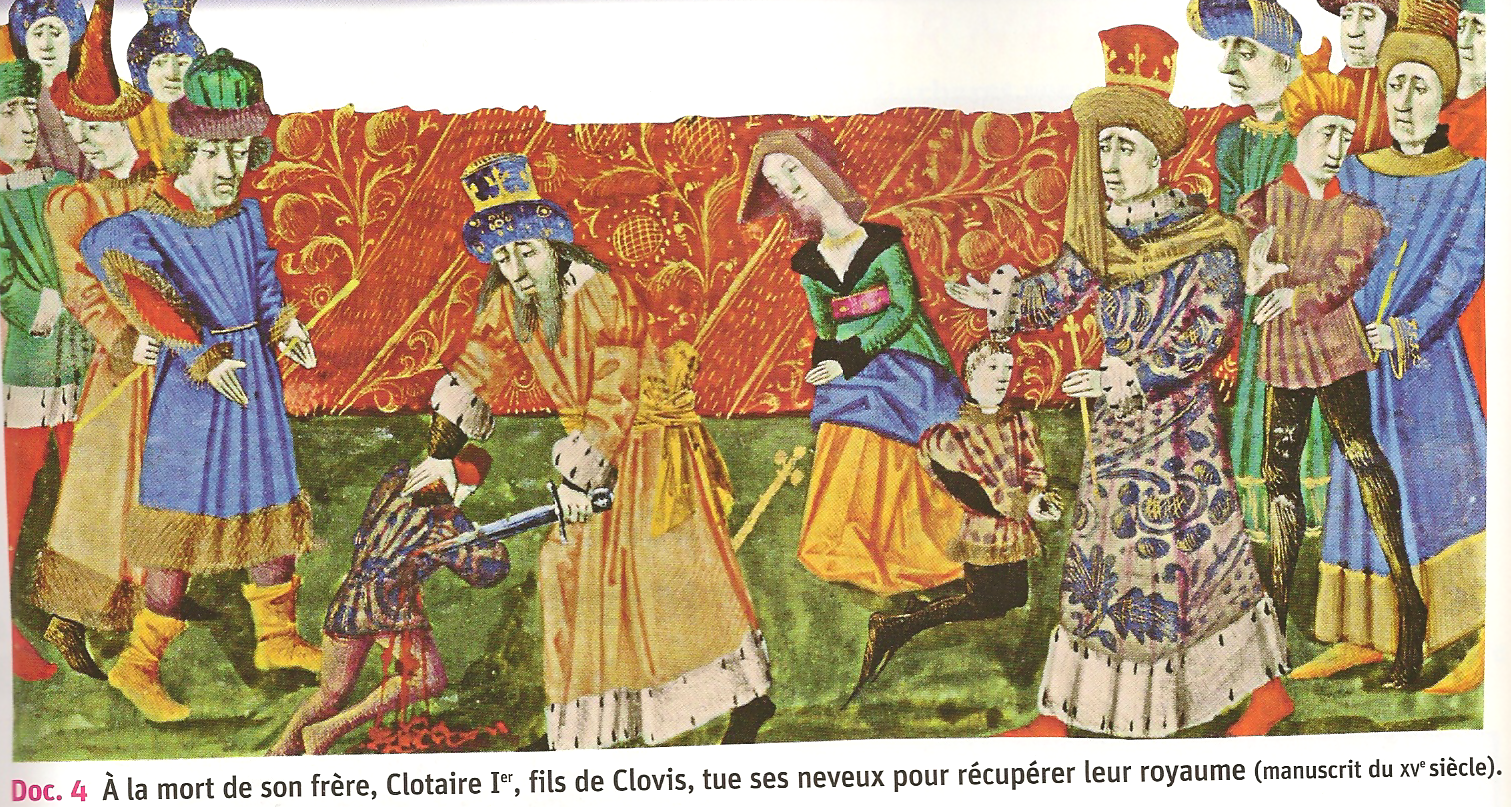 Doc. 4 À la mort de son frère, Clotaire Iᵉʳ, fils de Clovis, tue ses neveux pour récupérer leur royaume (manuscrit du XVᵉ siècle).